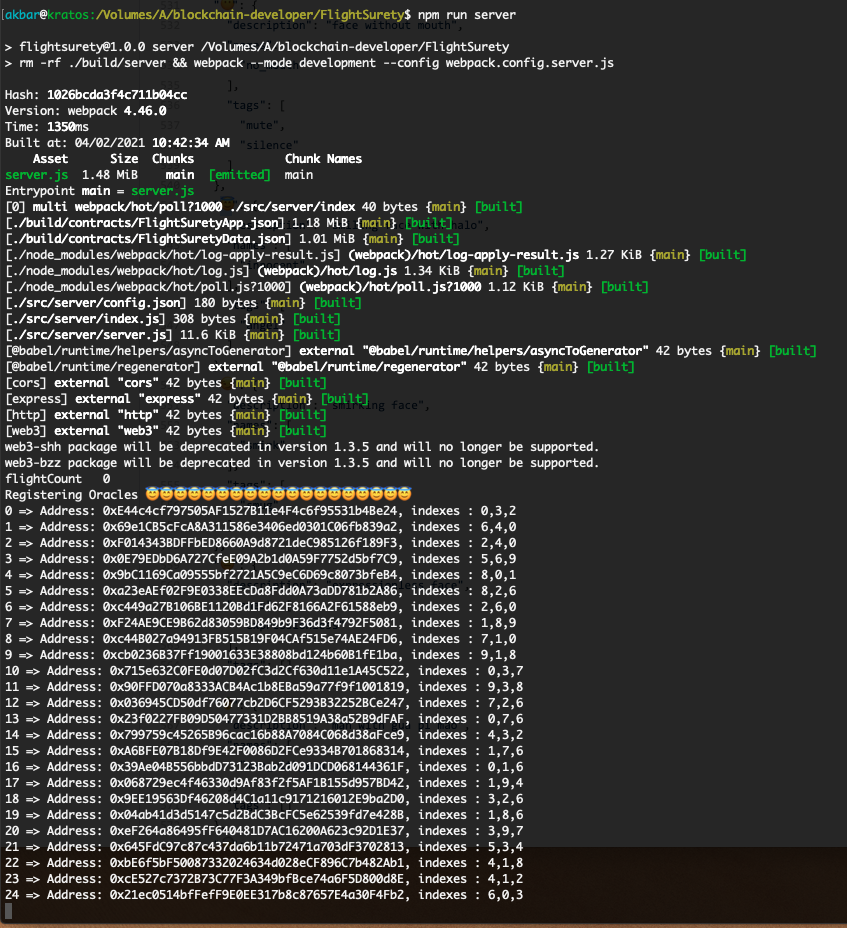 [akbar@kratos:/Volumes/A/blockchain-developer/FlightSurety$ npm run server
> flightsurety@1.0.0 server /Volumes/A/blockchain-developer/FlightSurety
> rm -rf ./build/server && webpack --mode development --config webpack.config.server.js
Hash: 1026bcda3f4c711b04cc
Version: webpack 4.46.0
Time: 1350ms
Built at: 04/02/2021 10:42:34 AM
Asset Size Chunks Chunk Names
server.js 1.48 MiB main [emitted] main
Entrypoint main = server.js
[0] multi webpack/hot/poll?1000 ./src/server/index 40 bytes {main} [built]
[./build/contracts/FlightSuretyApp.json] 1.18 MiB {main} [built]
[./build/contracts/FlightSuretyData.json] 1.01 MiB {main} [built]
[./node_modules/webpack/hot/log-apply-result.js] (webpack)/hot/log-apply-result.js 1.27 KiB {main} [built]
[./node_modules/webpack/hot/log.js] (webpack)/hot/log.js 1.34 KiB {main} [built]
[./node_modules/webpack/hot/poll.js?1000] (webpack)/hot/poll.js?1000 1.12 KiB {main} [built]
[./src/server/config.json] 180 bytes {main} [built]
[./src/server/index.js] 308 bytes {main} [built]
[./src/server/server.js] 11.6 KiB {main} [built]
[@babel/runtime/helpers/asyncToGenerator] external "@babel/runtime/helpers/asyncToGenerator" 42 bytes {main} [built]
[@babel/runtime/regenerator] external "@babel/runtime/regenerator" 42 bytes {main} [built]
[cors] external "cors" 42 bytes {main} [built]
[express] external "express" 42 bytes {main} [built]
[http] external "http" 42 bytes {main} [built]
[web3] external "web3" 42 bytes {main} [built]
web3-shh package will be deprecated in version 1.3.5 and will no longer be supported.
web3-bzz package will be deprecated in version 1.3.5 and will no longer be supported.
flightCount 0
Registering Oracles 😇😇😇😇😇😇😇😇😇😇😇😇😇😇😇😇😇😇😇
0 => Address: 0xE44c4cf797505AF1527B11e4F4c6f95531b4Be24, indexes : 0,3,2
1 => Address: 0x69e1CB5cFcA8A311586e3406ed0301C06fb839a2, indexes : 6,4,0
2 => Address: 0xF014343BDFFbED8660A9d8721deC985126f189F3, indexes : 2,4,0
3 => Address: 0x0E79EDbD6A727CfeE09A2b1d0A59F7752d5bf7C9, indexes : 5,6,9
4 => Address: 0x9bC1169Ca09555bf2721A5C9eC6D69c8073bfeB4, indexes : 8,0,1
5 => Address: 0xa23eAEf02F9E0338EEcDa8Fdd0A73aDD781b2A86, indexes : 8,2,6
6 => Address: 0xc449a27B106BE1120Bd1Fd62F8166A2F61588eb9, indexes : 2,6,0
7 => Address: 0xF24AE9CE9B62d83059BD849b9F36d3f4792F5081, indexes : 1,8,9
8 => Address: 0xc44B027a94913FB515B19F04CAf515e74AE24FD6, indexes : 7,1,0
9 => Address: 0xcb0236B37Ff19001633E38808bd124b60B1fE1ba, indexes : 9,1,8
10 => Address: 0x715e632C0FE0d07D02fC3d2Cf630d11e1A45C522, indexes : 0,3,7
11 => Address: 0x90FFD070a8333ACB4Ac1b8EBa59a77f9f1001819, indexes : 9,3,8
12 => Address: 0x036945CD50df76077cb2D6CF5293B32252BCe247, indexes : 7,2,6
13 => Address: 0x23f0227FB09D50477331D2BB8519A38a52B9dFAF, indexes : 0,7,6
14 => Address: 0x799759c45265B96cac16b88A7084C068d38aFce9, indexes : 4,3,2
15 => Address: 0xA6BFE07B18Df9E42F0086D2FCe9334B701868314, indexes : 1,7,6
16 => Address: 0x39Ae04B556bbdD73123Bab2d091DCD068144361F, indexes : 0,1,6
17 => Address: 0x068729ec4f46330d9Af83f2f5AF1B155d957BD42, indexes : 1,9,4
18 => Address: 0x9EE19563Df46208d4C1a11c9171216012E9ba2D0, indexes : 3,2,6
19 => Address: 0x04ab41d3d5147c5d2BdC3BcFC5e62539fd7e428B, indexes : 1,8,6
20 => Address: 0xeF264a86495fF640481D7AC16200A623c92D1E37, indexes : 3,9,7
21 => Address: 0x645FdC97c87c437da6b11b72471a703dF3702813, indexes : 5,3,4
22 => Address: 0xbE6f5bF50087332024634d028eCF896C7b482Ab1, indexes : 4,1,8
23 => Address: 0xcE527c7372B73C77F3A349bfBce74a6F5D800d8E, indexes : 4,1,2
24 => Address: 0x21ec0514bfFefF9E0EE317b8c87657E4a30F4Fb2, indexes : 6,0,3